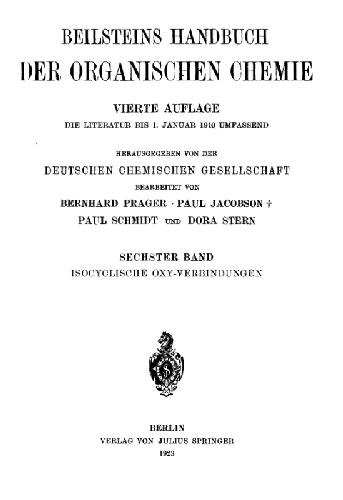 BEILSTEINS HANDBUCH
DER ORGANISCHEN CHEMIE
VIERTE AUFLAGE
DIE LITERATUR BIS 1. JANUAR 1910 UMFASSEND
HERAUSGEGEBEN VON DER
DEUTSCHEN CHEMISCHEN GESELLSCHAFT
BEARBEITET VON
BERNHARD PRAGER · PAUL JACOBSON †
PAUL SCHMIDT UND DORA STERN
SECHSTER BAND
ISOCYCLISCHE OXY-VERBINDUNGEN
BERLIN
VERLAG VON JULIUS SPRINGER
1923